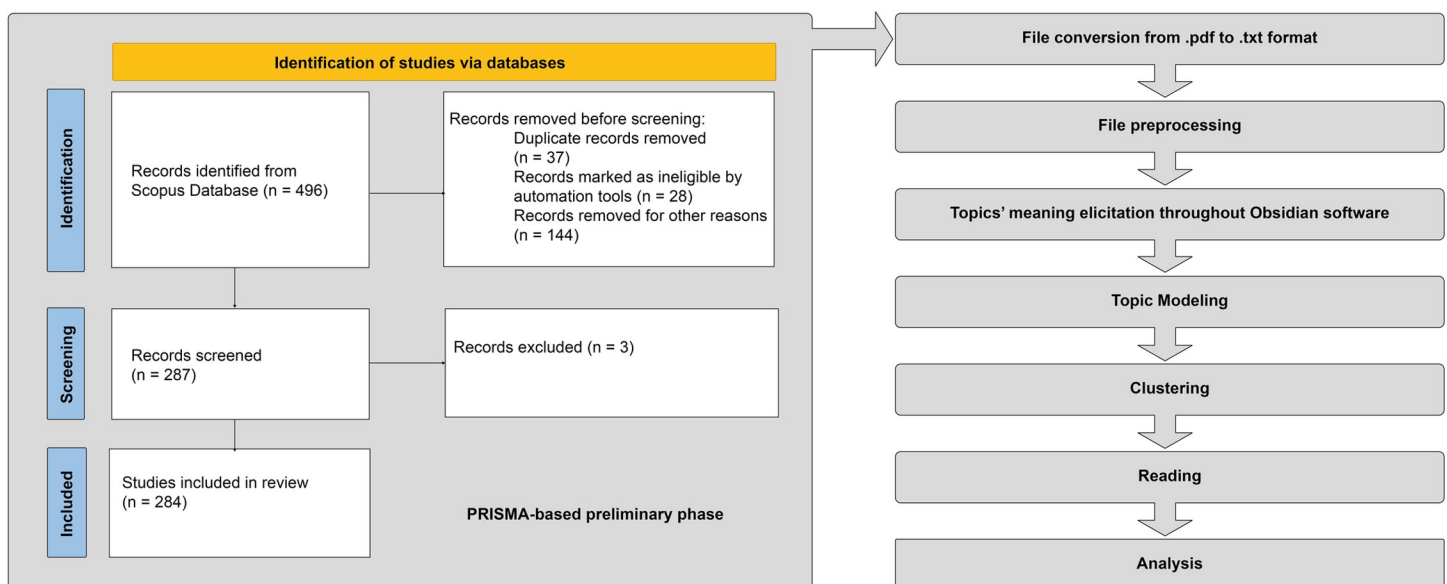 Identification of studies via databases
Identification
Records identified from
Scopus Database (n = 496)
Records removed before screening:
Duplicate records removed
(n = 37)
Records marked as ineligible by
automation tools (n = 28)
Records removed for other reasons
(n = 144)
Screening
Records screened
(n = 287)
Records excluded (n = 3)
Included
Studies included in review
(n = 284)
PRISMA-based preliminary phase
File conversion from .pdf to .txt format
File preprocessing
Topics’ meaning elicitation throughout Obsidian software
Topic Modeling
Clustering
Reading
Analysis